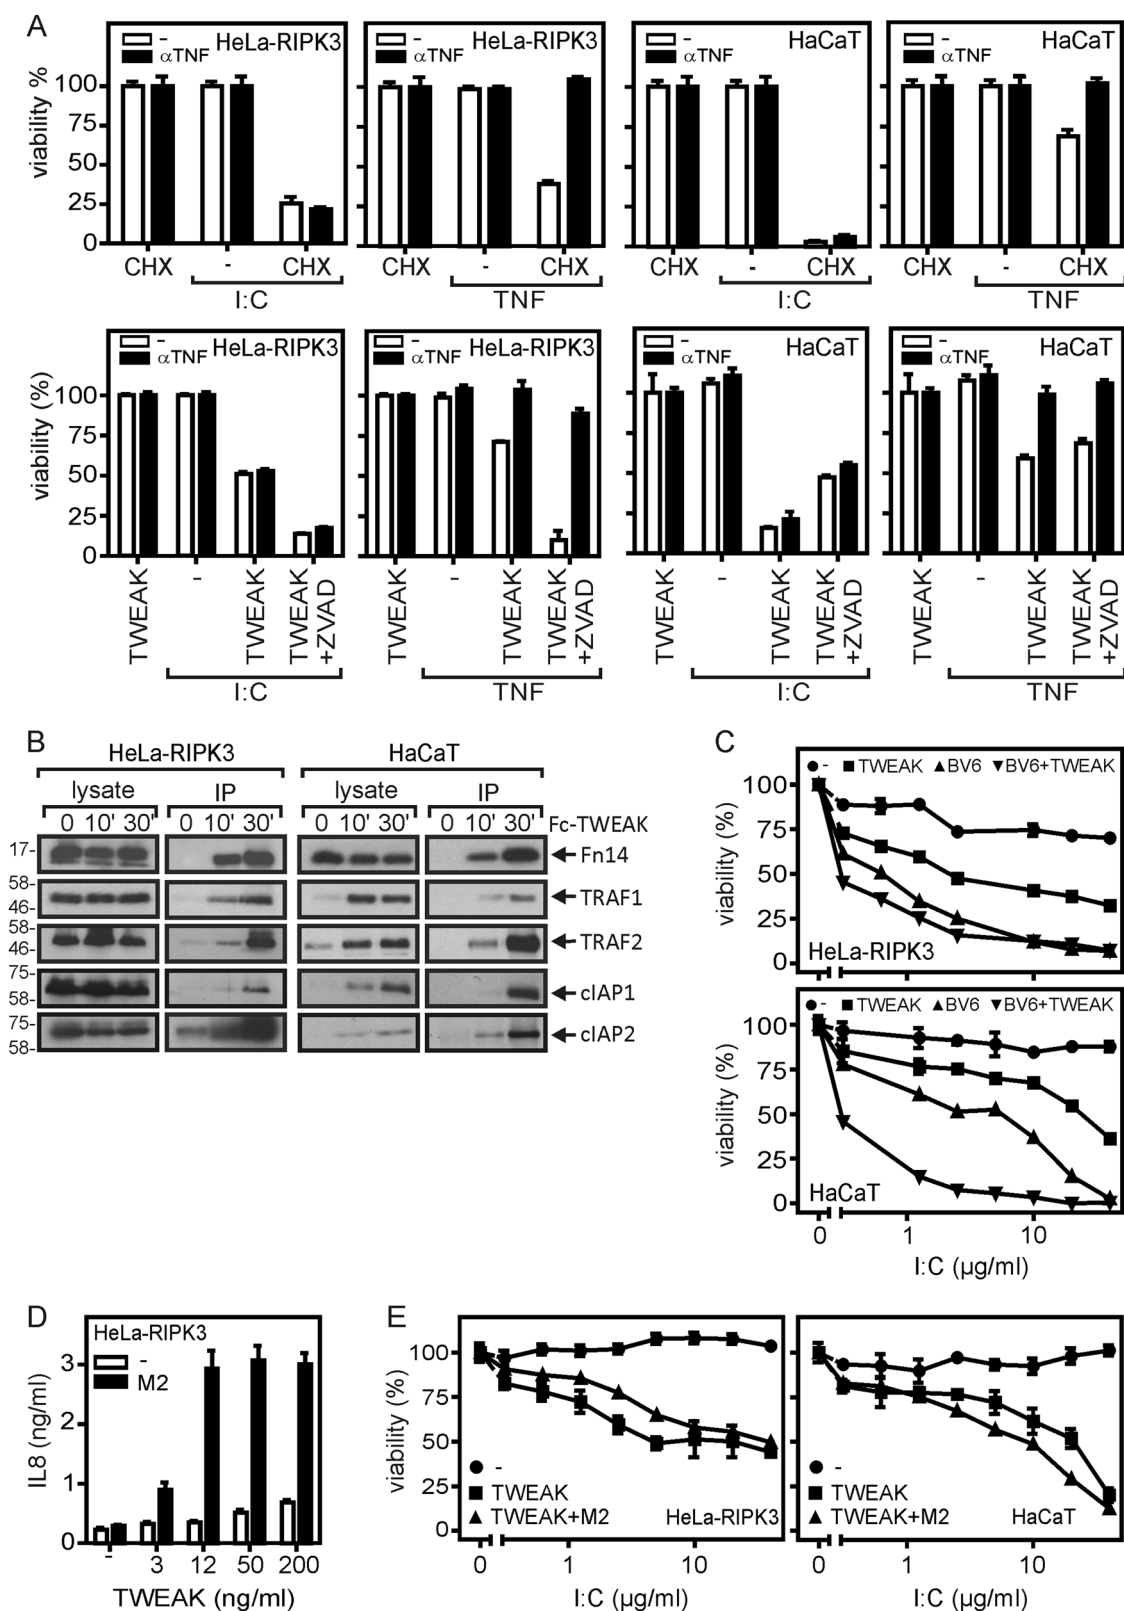 A
- HeLa-RIPK3
αTNF
- HeLa-RIPK3
αTNF
- HaCaT
αTNF
- HaCaT
αTNF
viability %
100
75
50
25
0
CHX - CHX
I:C
CHX - CHX
TNF
CHX - CHX
I:C
CHX - CHX
TNF
- HeLa-RIPK3
αTNF
- HeLa-RIPK3
αTNF
- HaCaT
αTNF
- HaCaT
αTNF
viability (%)
100
75
50
25
0
TWEAK
-
TWEAK
TWEAK
+ZVAD
I:C
TWEAK
-
TWEAK
TWEAK
+ZVAD
TNF
TWEAK
-
TWEAK
TWEAK
+ZVAD
I:C
TWEAK
-
TWEAK
TWEAK
+ZVAD
TNF
B
HeLa-RIPK3 HaCaT
lysate IP lysate IP
0 10' 30' 0 10' 30' 0 10' 30' 0 10' 30' Fc-TWEAK
17- Fn14
58-
46- TRAF1
58-
46- TRAF2
75-
58- cIAP1
75-
58- cIAP2
C
- TWEAK BV6 BV6+TWEAK
viability (%)
100
75
50
25
0
HeLa-RIPK3
- TWEAK BV6 BV6+TWEAK
viability (%)
100
75
50
25
0
HaCaT
0 1 10
I:C (µg/ml)
D
HeLa-RIPK3
-
M2
IL8 (ng/ml)
3
2
1
0
- 3 12 50 200
TWEAK (ng/ml)
E
viability (%)
100
75
50
25
0
-
TWEAK
TWEAK+M2 HeLa-RIPK3
0 1 10
I:C (µg/ml)
-
TWEAK
TWEAK+M2 HaCaT
0 1 10
I:C (µg/ml)